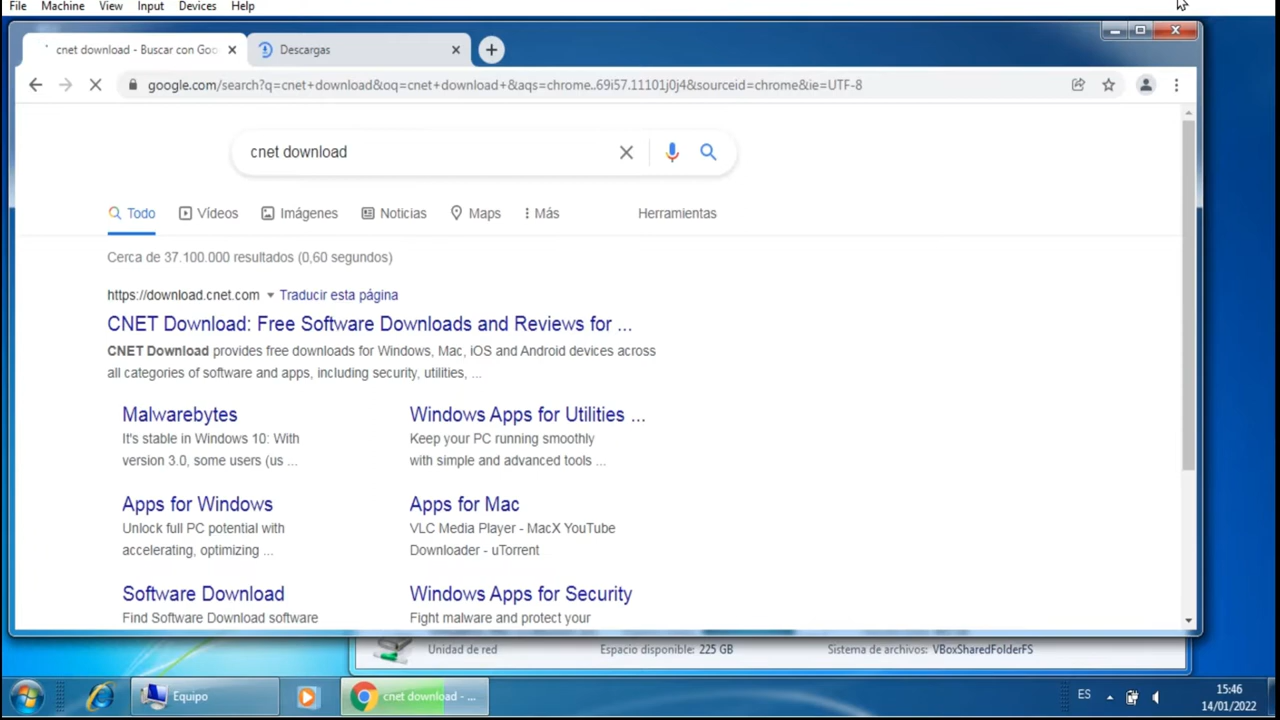 File Machine View Input Devices Help
cnet download - Buscar con Goo
Descargas
google.com/search?q=cnet+download&oq=cnet+download+&aqs=chrome..69i57.11101j0j4&sourceid=chrome&ie=UTF-8
cnet download
Todo Vídeos Imágenes Noticias Maps Más Herramientas
Cerca de 37.100.000 resultados (0,60 segundos)
https://download.cnet.com Traducir esta página
CNET Download: Free Software Downloads and Reviews for ...
CNET Download provides free downloads for Windows, Mac, iOS and Android devices across
all categories of software and apps, including security, utilities, ...
Malwarebytes
It's stable in Windows 10: With
version 3.0, some users (us ...
Windows Apps for Utilities ...
Keep your PC running smoothly
with simple and advanced tools ...
Apps for Windows
Unlock full PC potential with
accelerating, optimizing ...
Apps for Mac
VLC Media Player - MacX YouTube
Downloader - uTorrent
Software Download
Find Software Download software
Windows Apps for Security
Fight malware and protect your
Unidad de red Espacio disponible: 225 GB Sistema de archivos: VBoxSharedFolderFS
Equipo
cnet download - ...
ES
15:46
14/01/2022